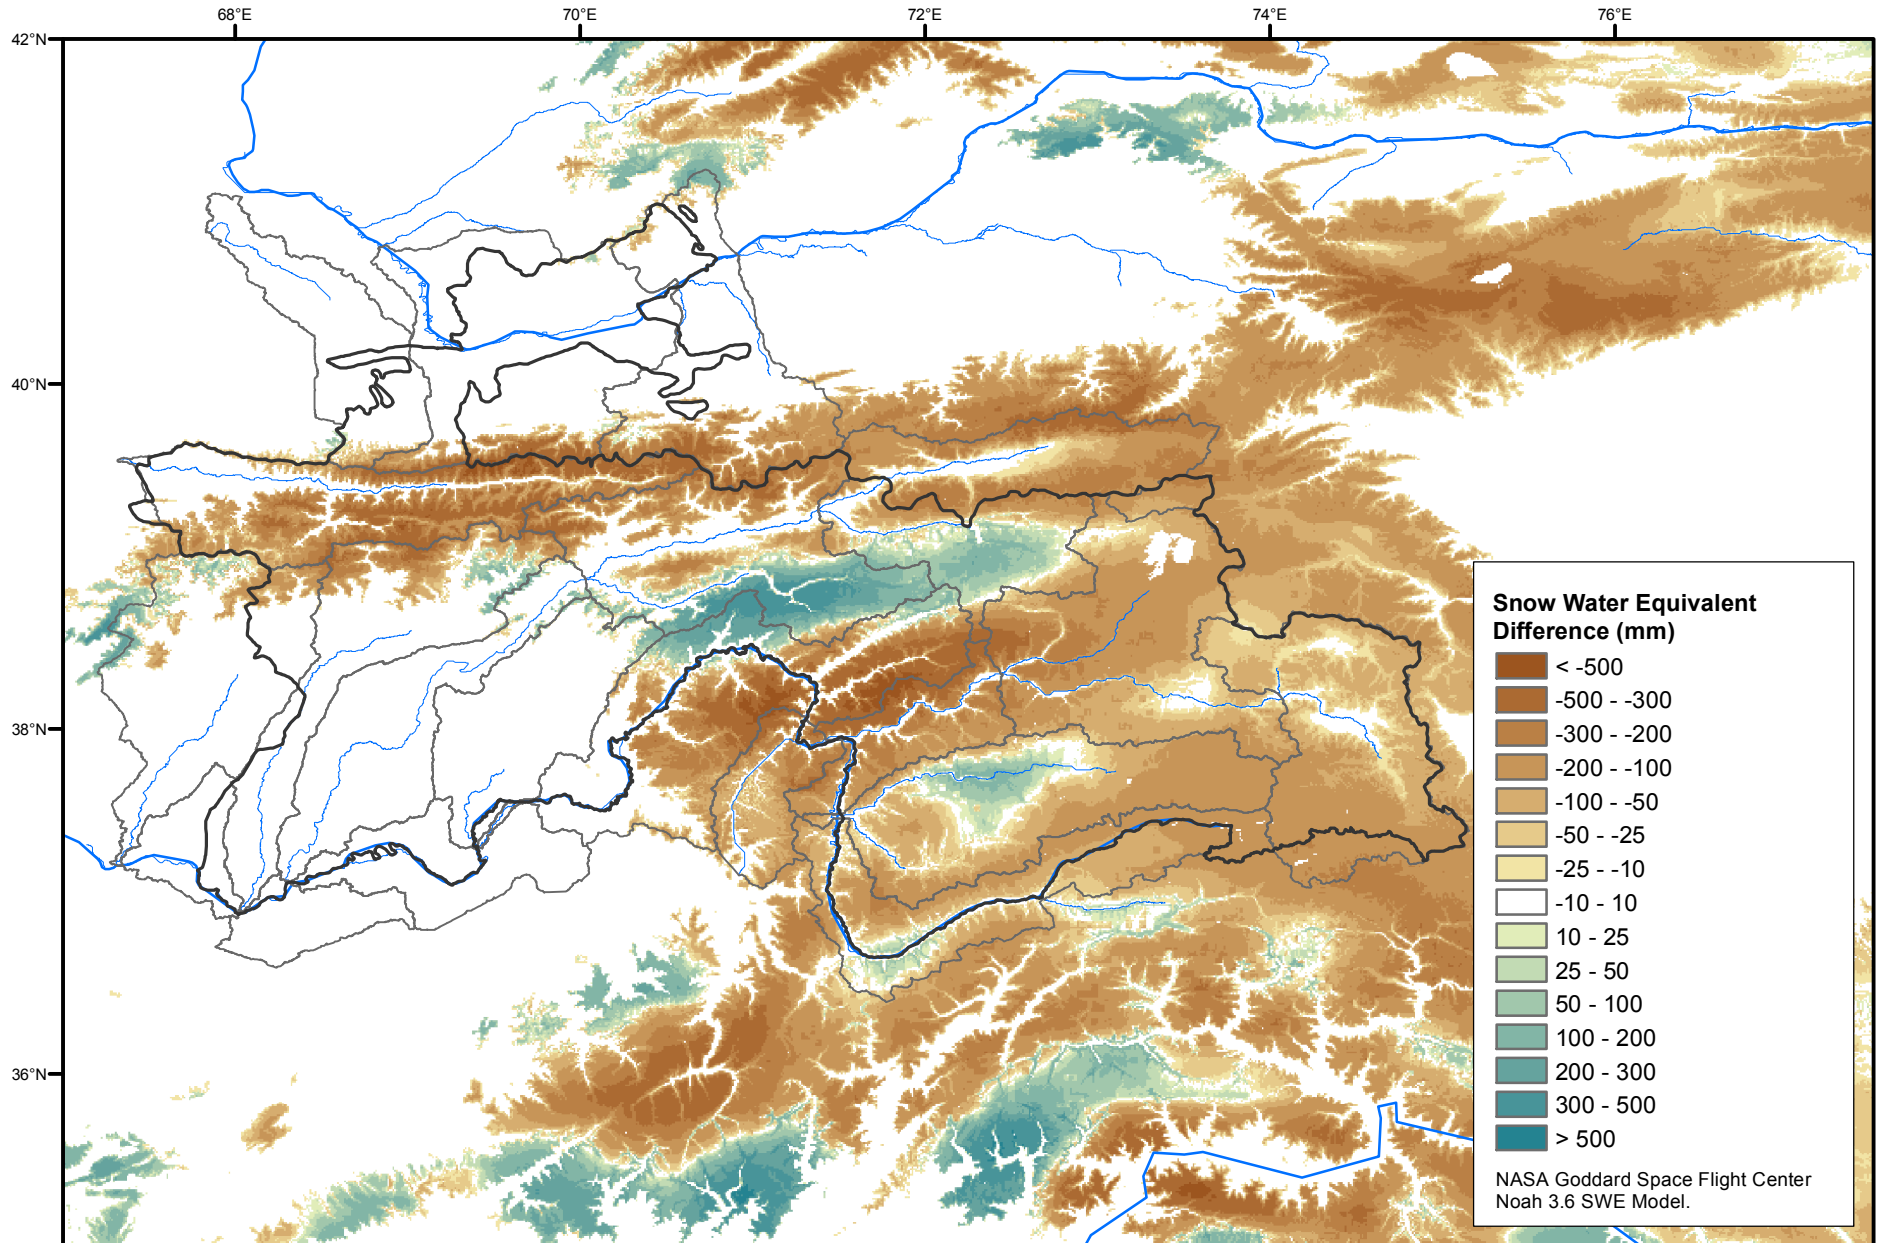 68°E 70°E 72°E 74°E 76°E
42°N
40°N
38°N
36°N
Snow Water Equivalent
Difference (mm)
< -500
-500 - -300
-300 - -200
-200 - -100
-100 - -50
-50 - -25
-25 - -10
-10 - 10
10 - 25
25 - 50
50 - 100
100 - 200
200 - 300
300 - 500
> 500
NASA Goddard Space Flight Center
Noah 3.6 SWE Model.